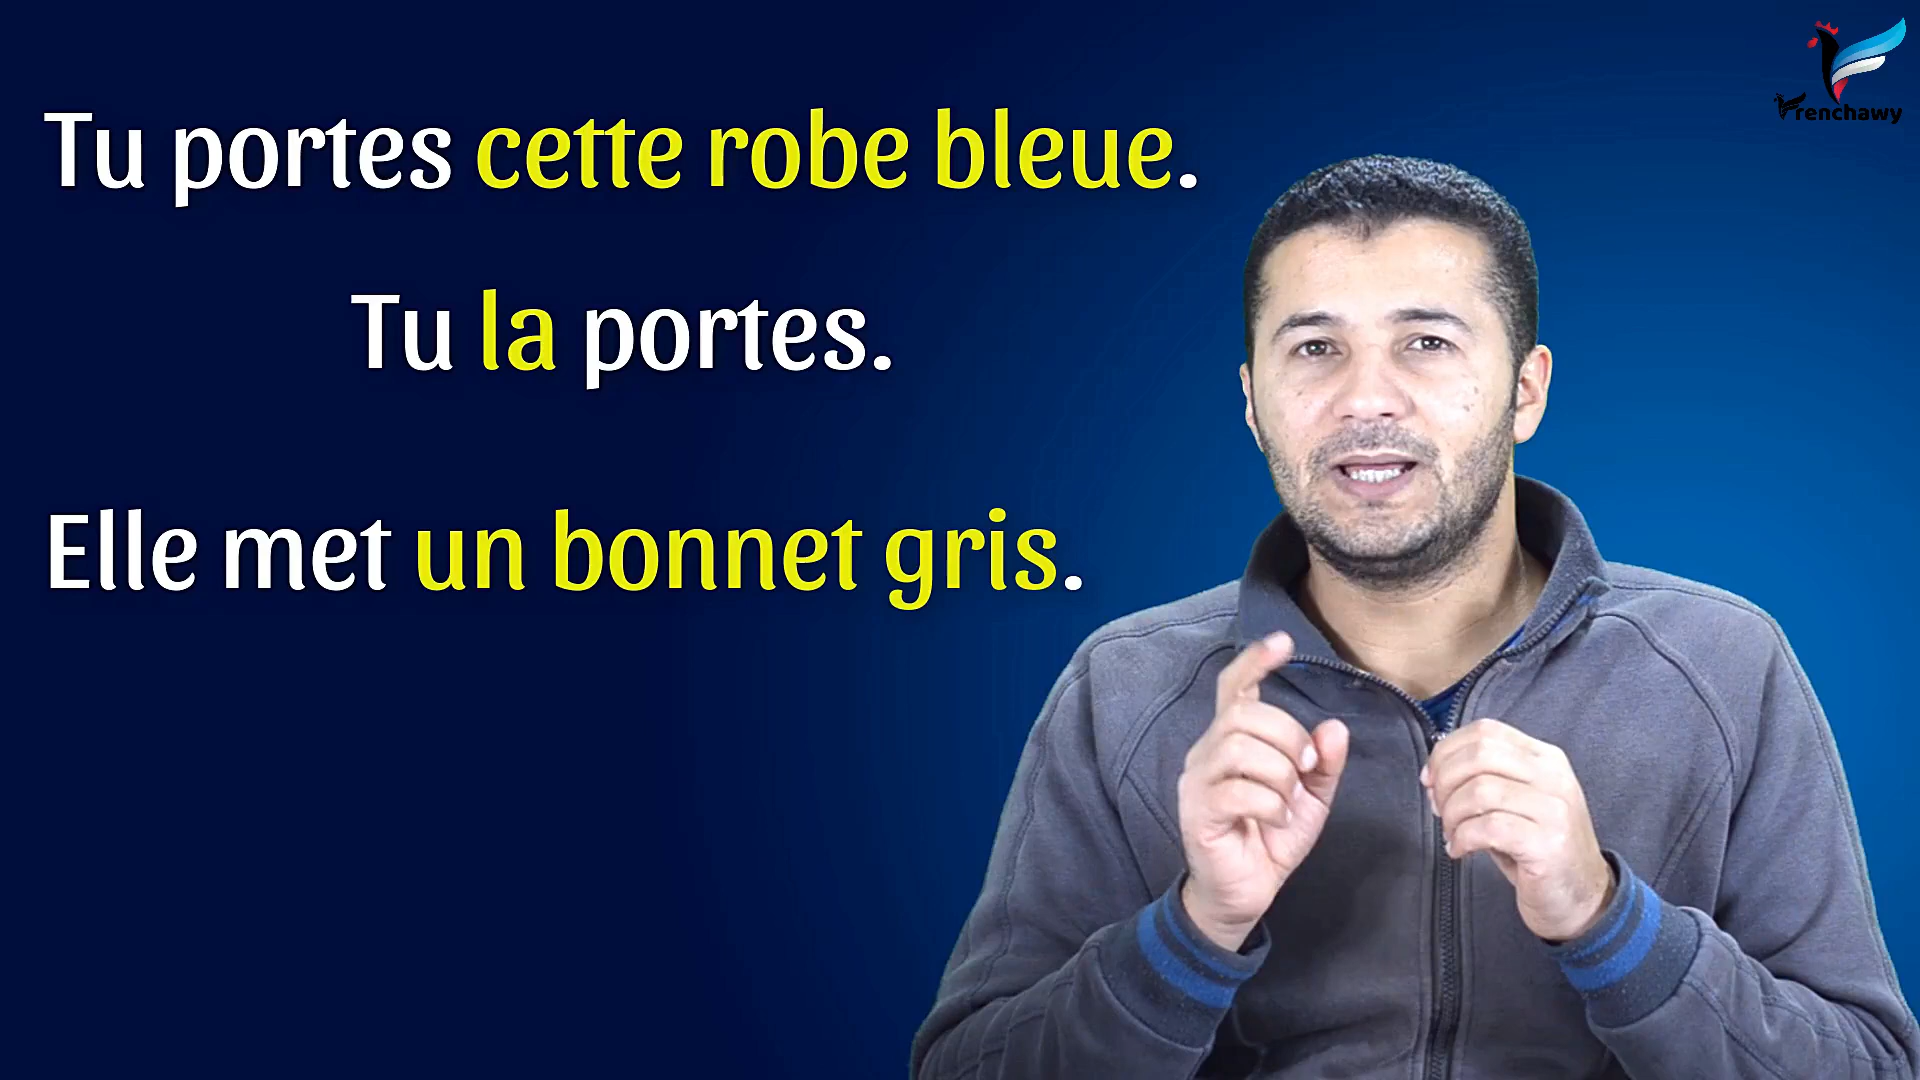 Tu portes cette robe bleue.
Tu la portes.
Elle met un bonnet gris.
Frenchawy